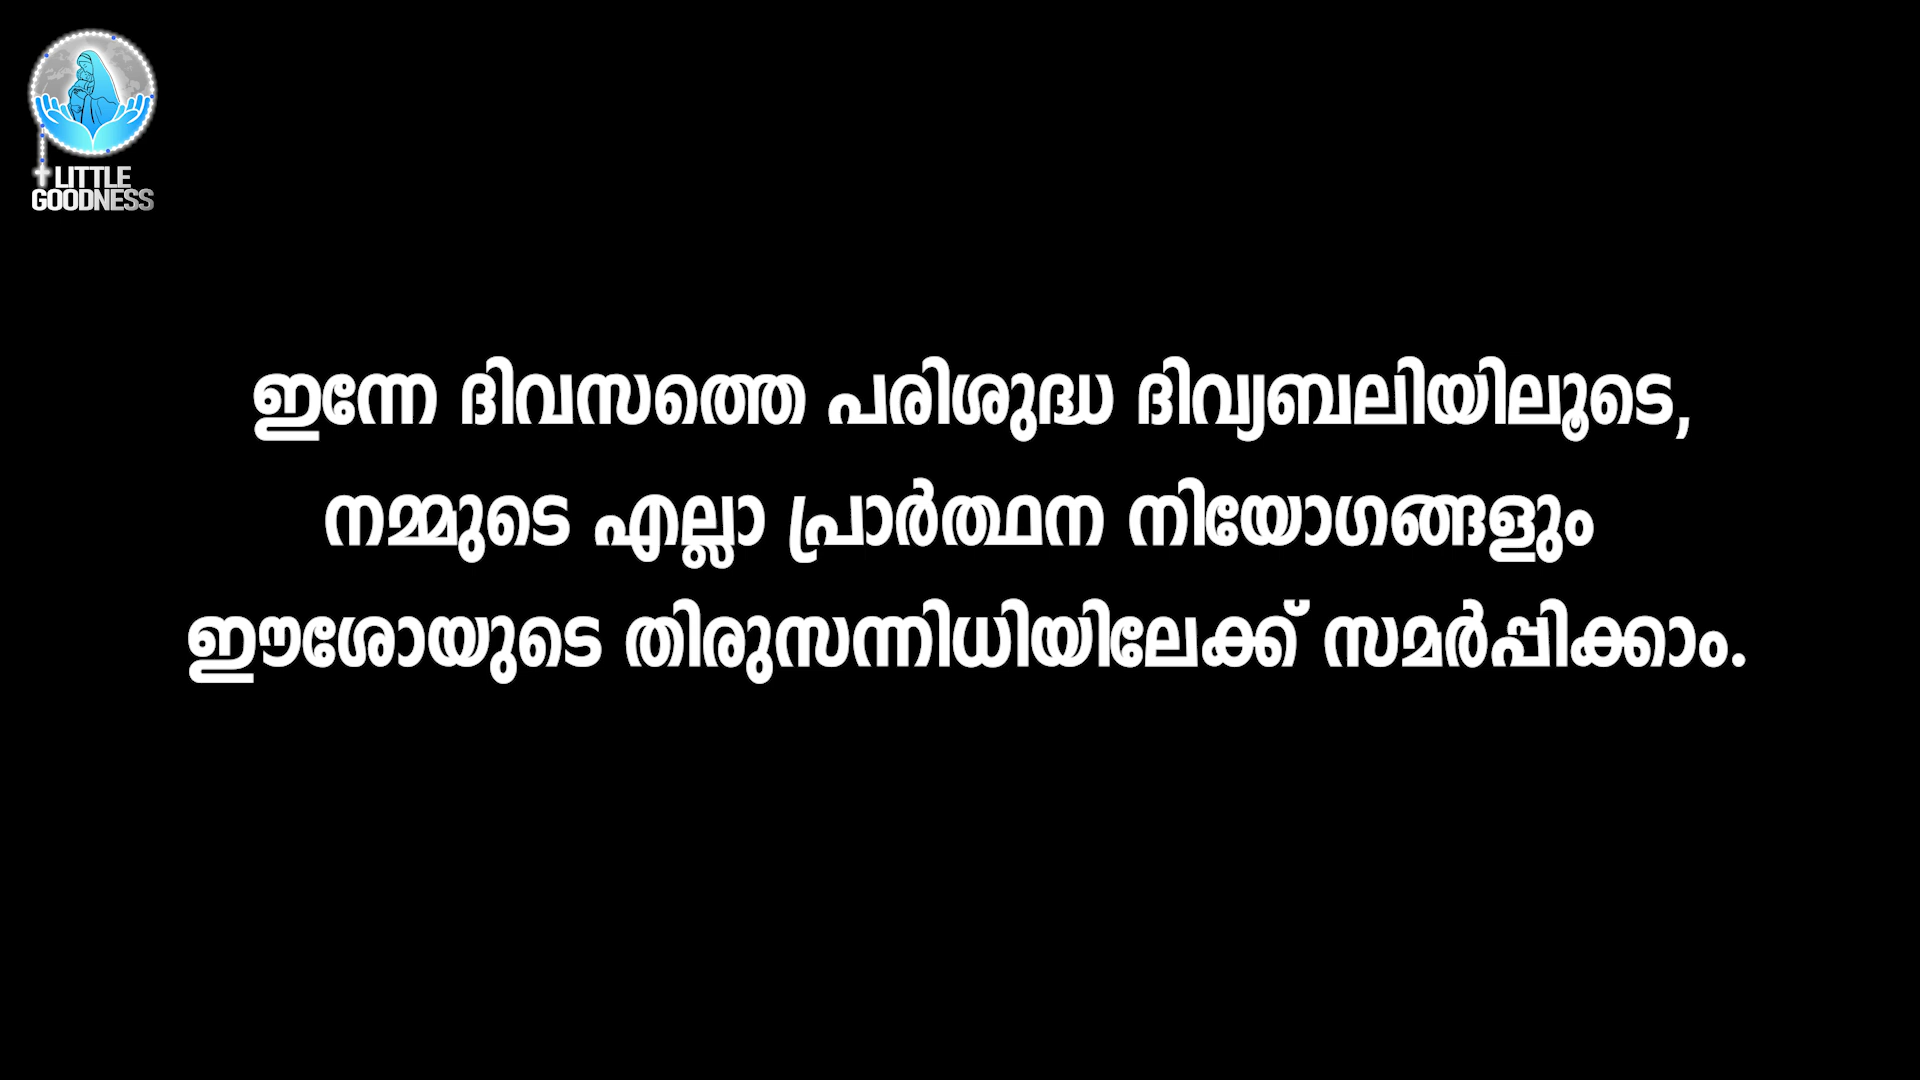 LITTLE
GOODNESS
ഇന്നേ ദിവസത്തെ പരിശുദ്ധ ദിവ്യബലിയിലൂടെ,
നമ്മുടെ എല്ലാ പ്രാർത്ഥന നിയോഗങ്ങളും
ഈശോയുടെ തിരുസന്നിധിയിലേക്ക് സമർപ്പിക്കാം.